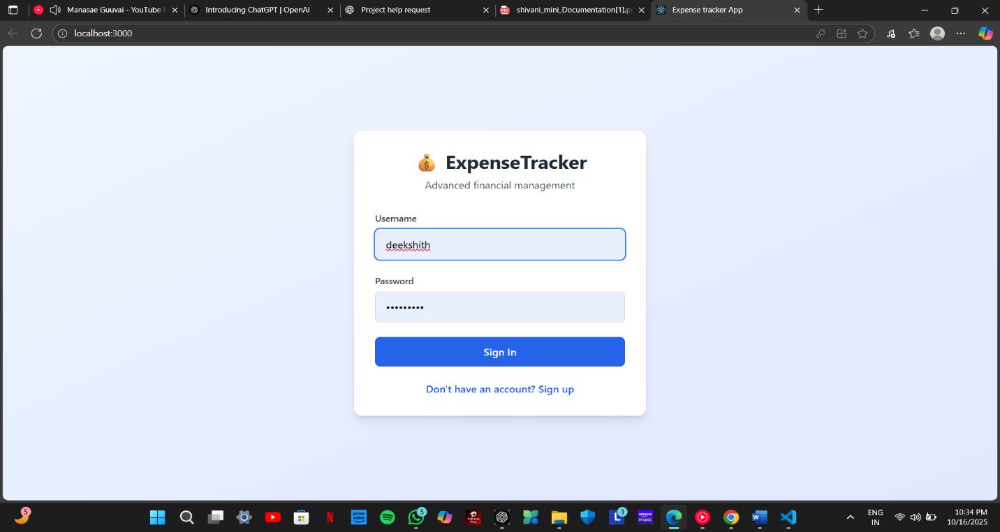 Manasae Guuvai - YouTube
Introducing ChatGPT | OpenAI
Project help request
shivani_mini_Documentation[1].p
Expense tracker App
localhost:3000
ExpenseTracker
Advanced financial management
Username
deekshith
Password
•••••••••
Sign In
Don't have an account? Sign up
5
prime video
5
L
1
amazon music
ENG
IN
10:34 PM
10/16/2025